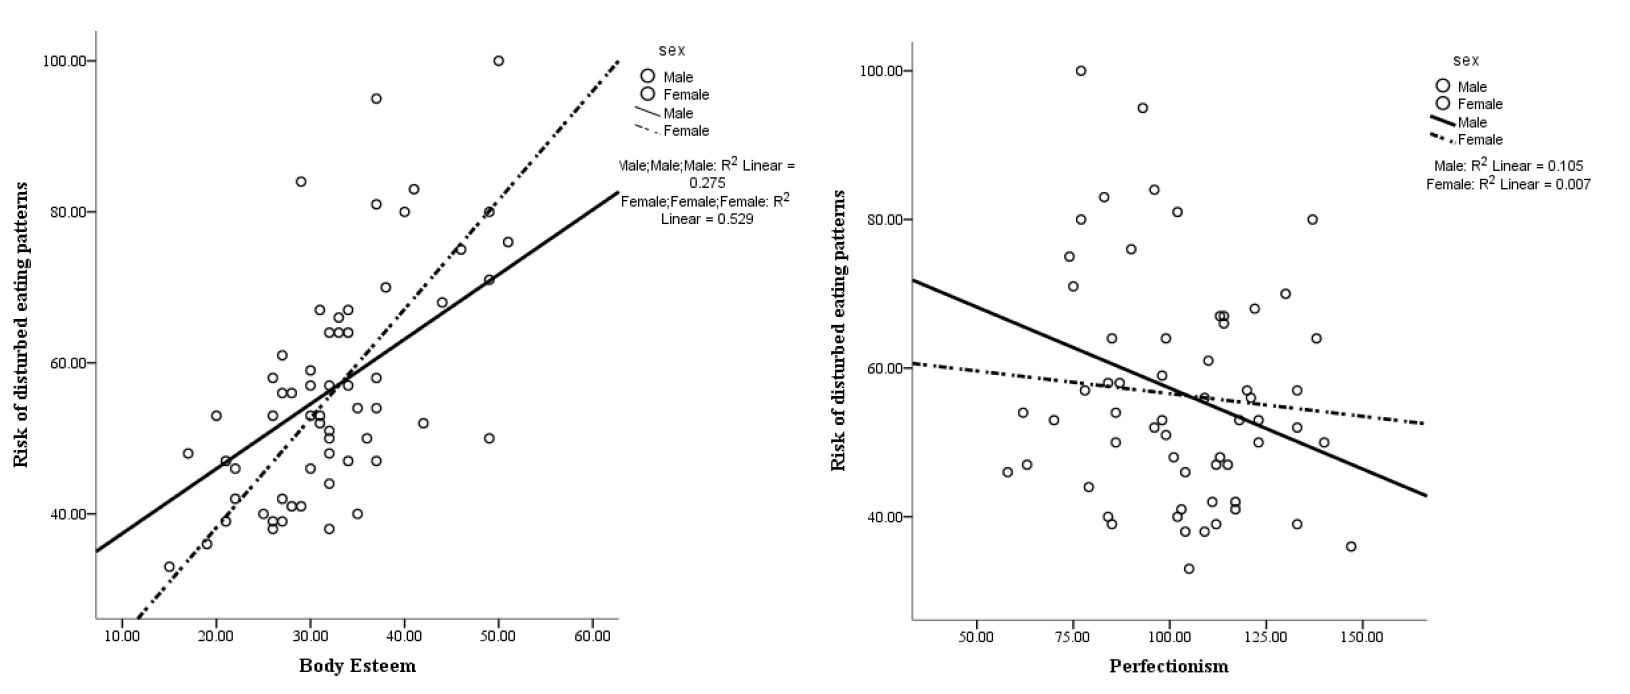 sex
Male
Female
Male
Female
Male;Male;Male: R2 Linear =
0.275
Female;Female;Female: R2
Linear = 0.529
100.00
80.00
60.00
40.00
Risk of disturbed eating patterns
10.00 20.00 30.00 40.00 50.00 60.00
Body Esteem
sex
Male
Female
Male
Female
Male: R2 Linear = 0.105
Female: R2 Linear = 0.007
100.00
80.00
60.00
40.00
Risk of disturbed eating patterns
50.00 75.00 100.00 125.00 150.00
Perfectionism